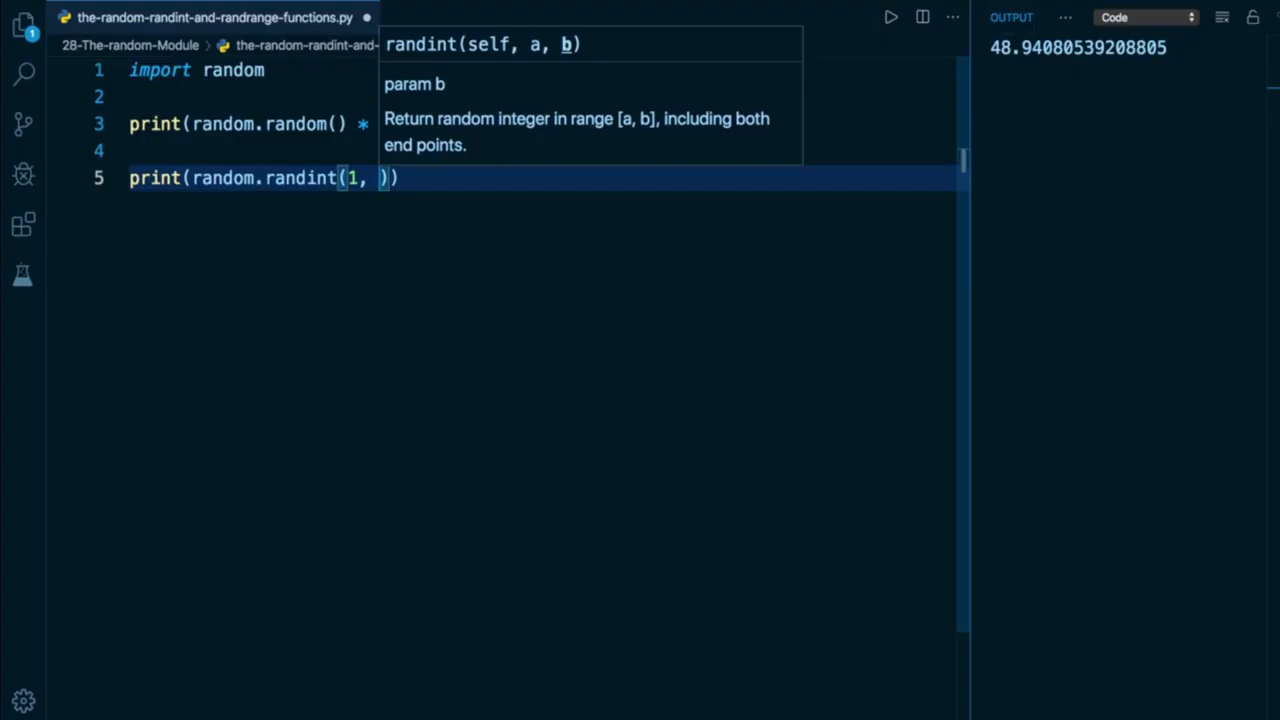 the-random-randint-and-randrange-functions.py
28-The-random-Module
the-random-randint-and-
1 import random
2
3 print(random.random() *
4
5 print(random.randint(1, ))
randint(self, a, b)
param b
Return random integer in range [a, b], including both
end points.
1
OUTPUT
Code
48.94080539208805